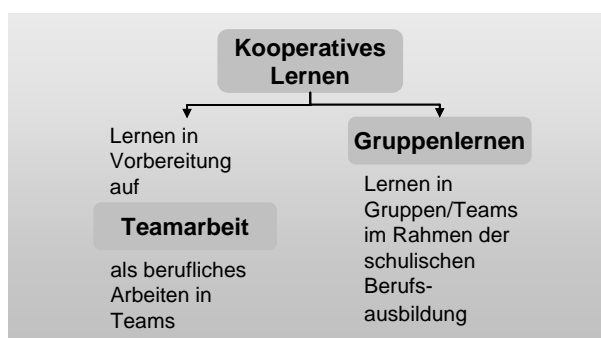 Kooperatives
Lernen
Lernen in
Vorbereitung
auf
Teamarbeit
als berufliches
Arbeiten in
Teams
Gruppenlernen
Lernen in
Gruppen/Teams
im Rahmen der
schulischen
Berufs-
ausbildung